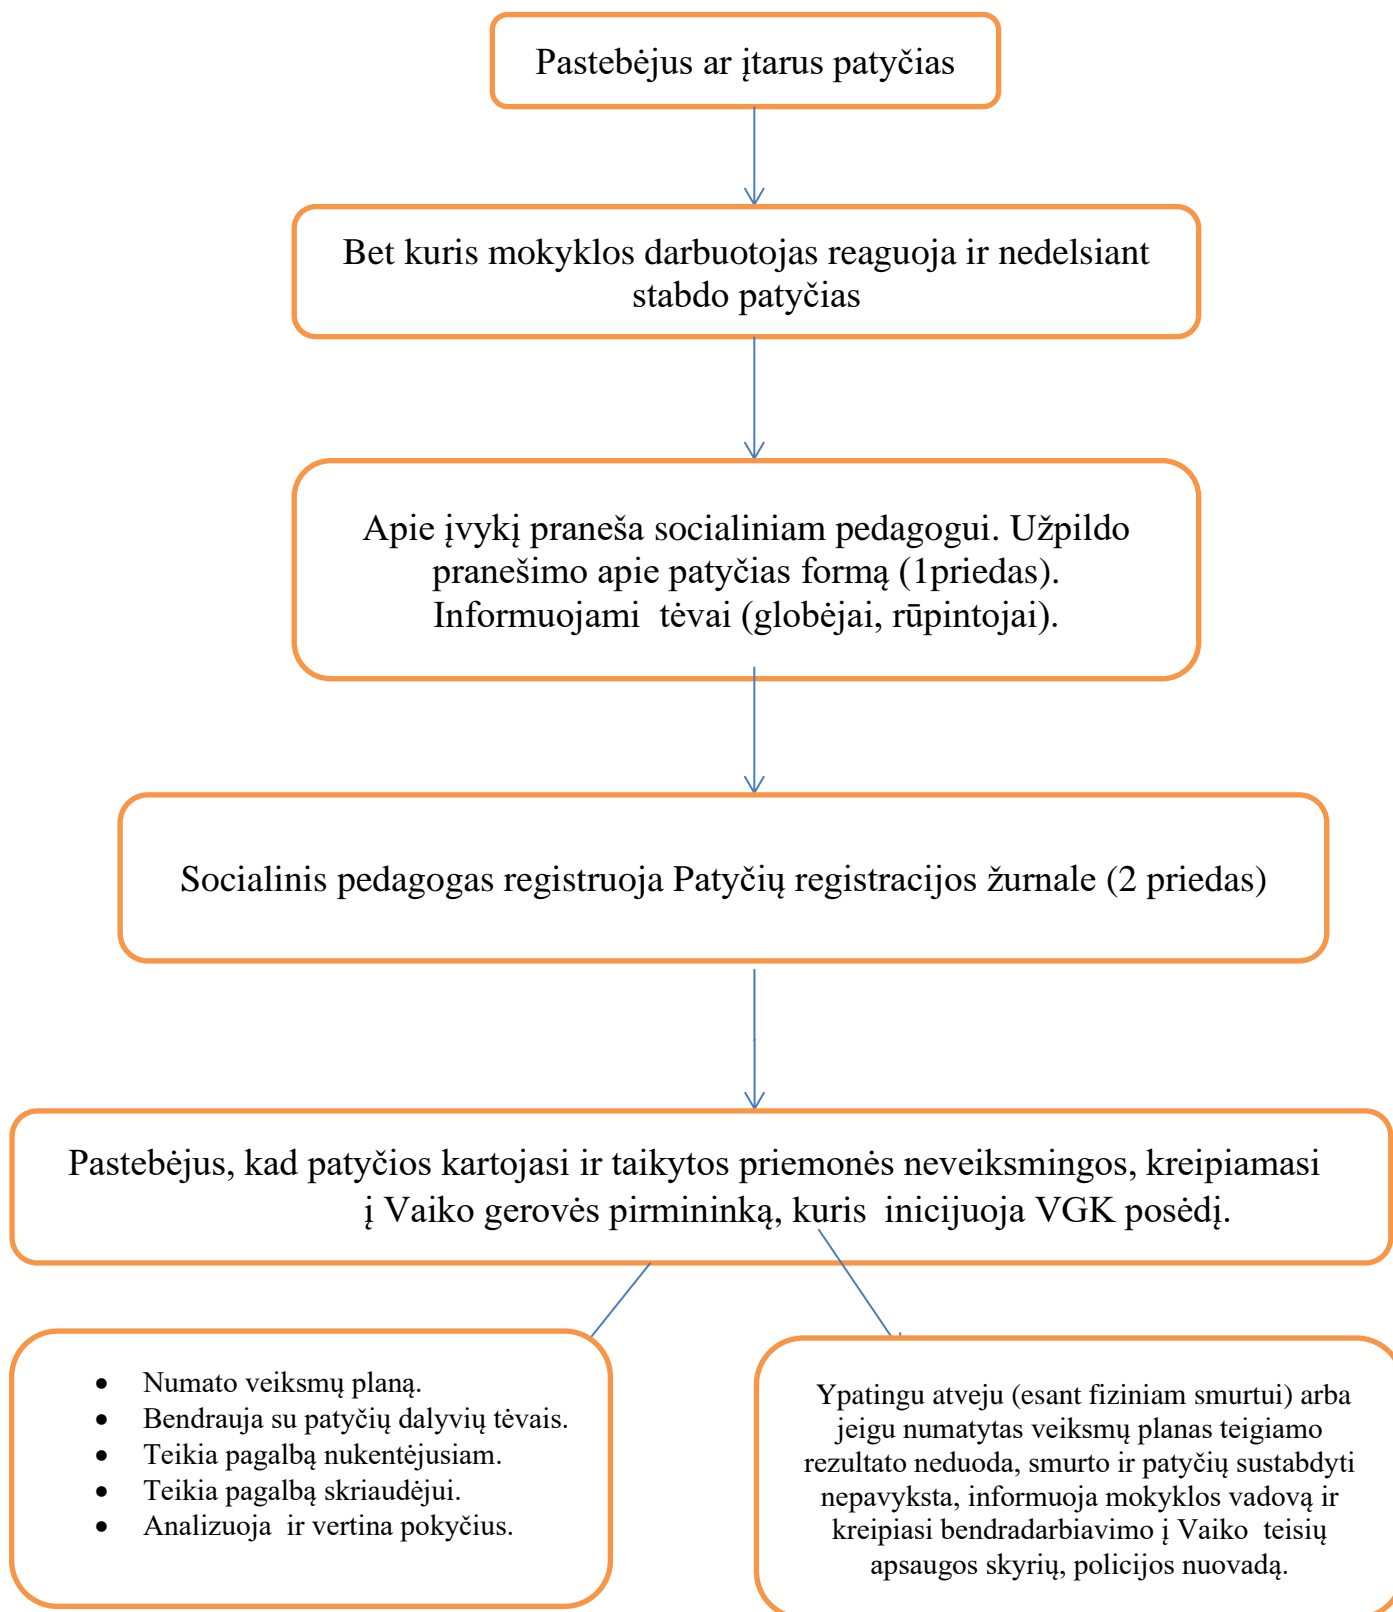 Pastebėjus ar įtarus patyčias
Bet kuris mokyklos darbuotojas reaguoja ir nedelsiant
stabdo patyčias
Apie įvykį praneša socialiniam pedagogui. Užpildo
pranešimo apie patyčias formą (1priedas).
Informuojami  tėvai (globėjai, rūpintojai).
Socialinis pedagogas registruoja Patyčių registracijos žurnale (2 priedas)
Pastebėjus, kad patyčios kartojasi ir taikytos priemonės neveiksmingos, kreipiamasi
į Vaiko gerovės pirmininką, kuris  inicijuoja VGK posėdį.
• Numato veiksmų planą.
• Bendrauja su patyčių dalyvių tėvais.
• Teikia pagalbą nukentėjusiam.
• Teikia pagalbą skriaudėjui.
• Analizuoja  ir vertina pokyčius.
Ypatingu atveju (esant fiziniam smurtui) arba
jeigu numatytas veiksmų planas teigiamo
rezultato neduoda, smurto ir patyčių sustabdyti
nepavyksta, informuoja mokyklos vadovą ir
kreipiasi bendradarbiavimo į Vaiko  teisių
apsaugos skyrių, policijos nuovadą.